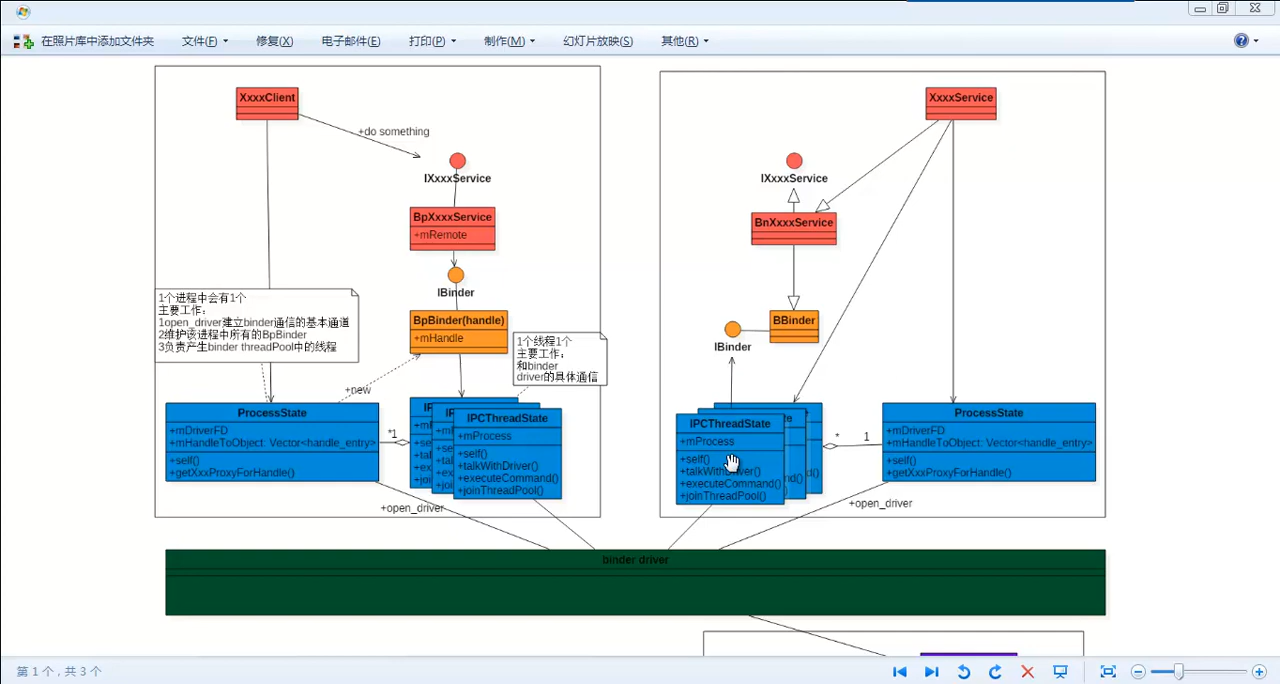 在照片库中添加文件夹
文件(F)
修复(X)
电子邮件(E)
打印(P)
制作(M)
幻灯片放映(S)
其他(R)
XxxxClient
+do something
IXxxxService
BpXxxxService
+mRemote
IBinder
BpBinder(handle)
+mHandle
1个进程中会有1个
主要工作:
1open_driver建立binder通信的基本通道
2维护该进程中所有的BpBinder
3负责产生binder threadPool中的线程
1个线程1个
主要工作:
和binder
driver的具体通信
+new
ProcessState
+mDriverFD
+mHandleToObject: Vector<handle_entry>
+self()
+getXxxProxyForHandle()
*1
IPCThreadState
+mProcess
+self()
+talkWithDriver()
+executeCommand()
+joinThreadPool()
+open_driver
XxxxService
IXxxxService
BnXxxxService
BBinder
IBinder
IPCThreadState
+mProcess
+self()
+talkWithDriver()
+executeCommand()
+joinThreadPool()
*
1
ProcessState
+mDriverFD
+mHandleToObject: Vector<handle_entry>
+self()
+getXxxProxyForHandle()
+open_driver
binder driver
第 1 个，共 3 个